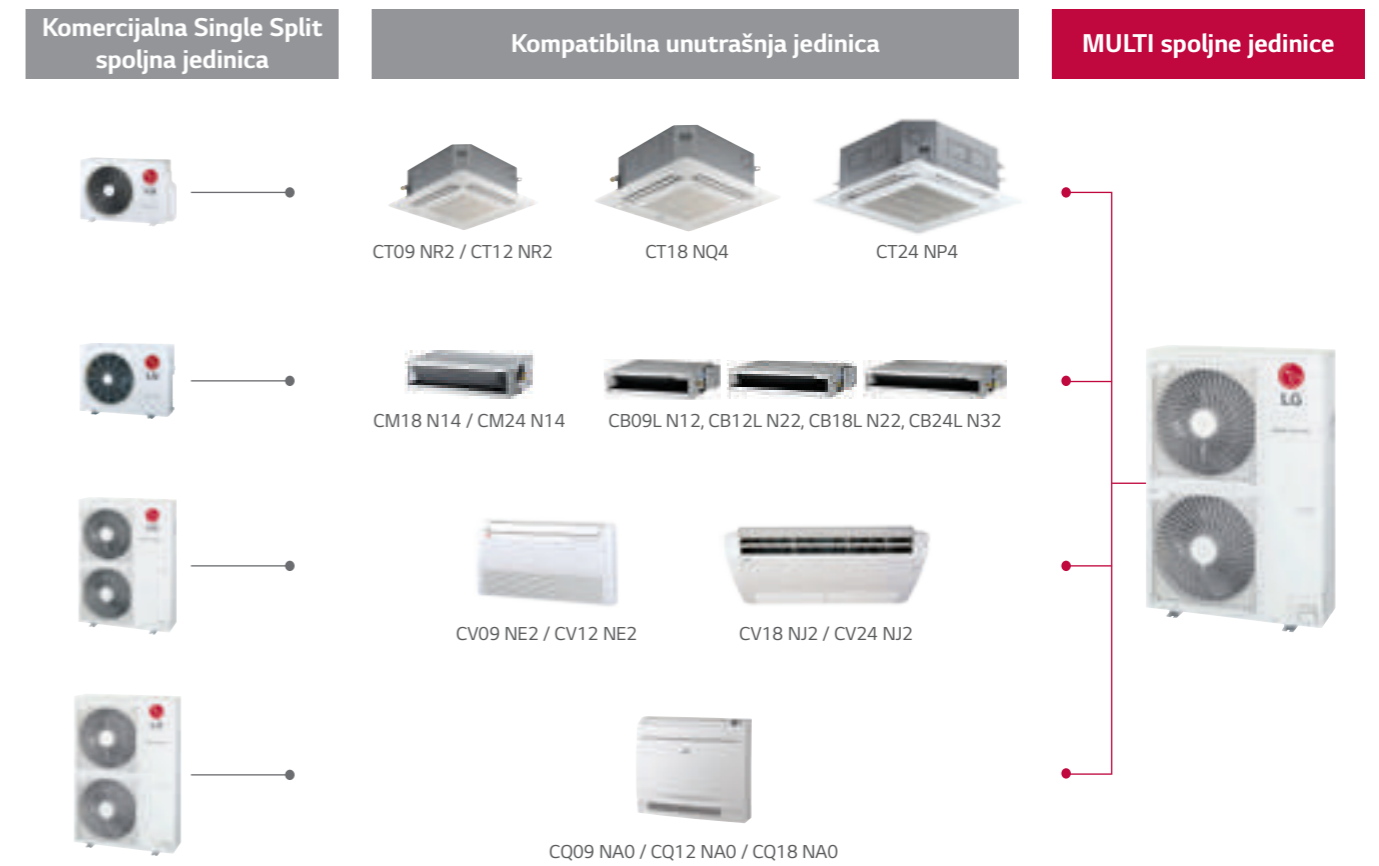 Komercijalna Single Split
spoljna jedinica
Kompatibilna unutrašnja jedinica
MULTI spoljne jedinice
CT09 NR2 / CT12 NR2
CT18 NQ4
CT24 NP4
CM18 N14 / CM24 N14
CB09L N12, CB12L N22, CB18L N22, CB24L N32
LG
CV09 NE2 / CV12 NE2
CV18 NJ2 / CV24 NJ2
CQ09 NA0 / CQ12 NA0 / CQ18 NA0